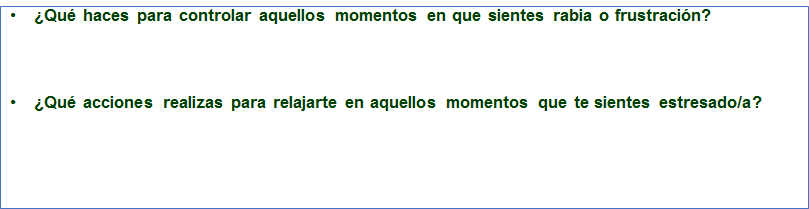 • ¿Qué haces para controlar aquellos momentos en que sientes rabia o frustración?
• ¿Qué acciones realizas para relajarte en aquellos momentos que te sientes estresado/a?